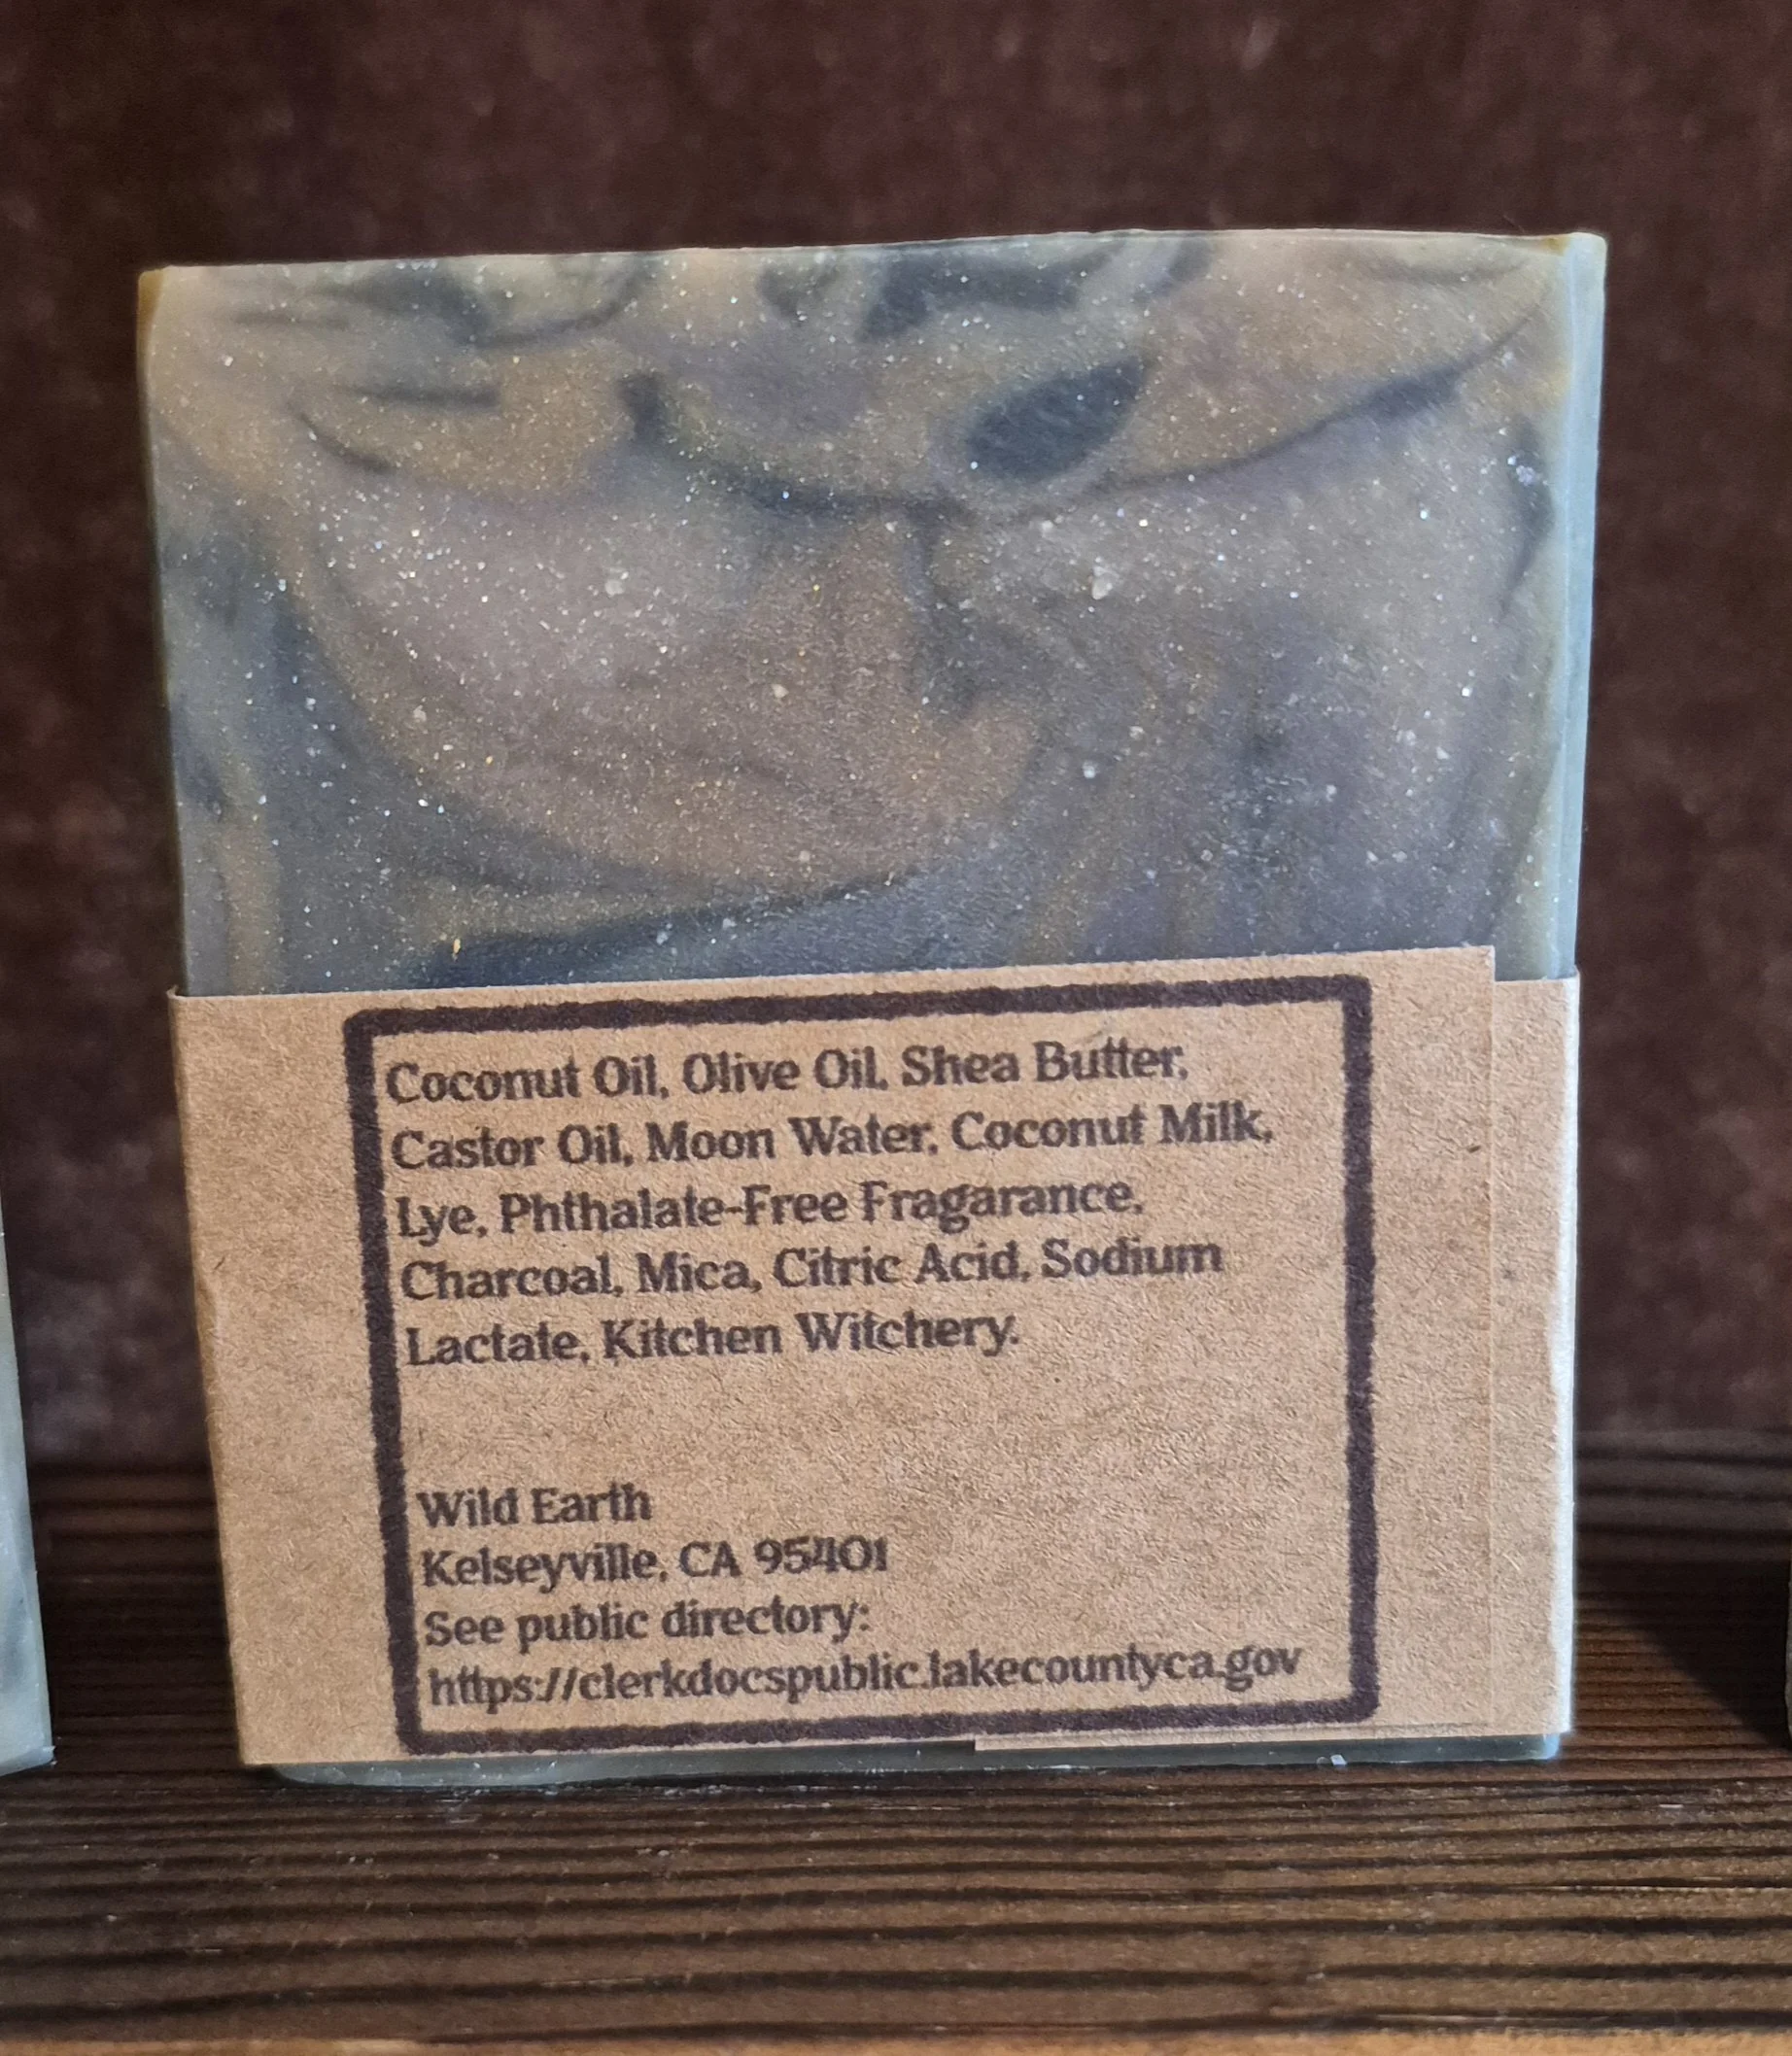 Coconut Oil, Olive Oil, Shea Butter,
Castor Oil, Moon Water, Coconut Milk,
Lye, Phthalate-Free Fragarance,
Charcoal, Mica, Citric Acid, Sodium
Lactate, Kitchen Witchery.
Wild Earth
Kelseyville, CA 95401
See public directory:
https://clerkdocspublic.lakecountyca.gov